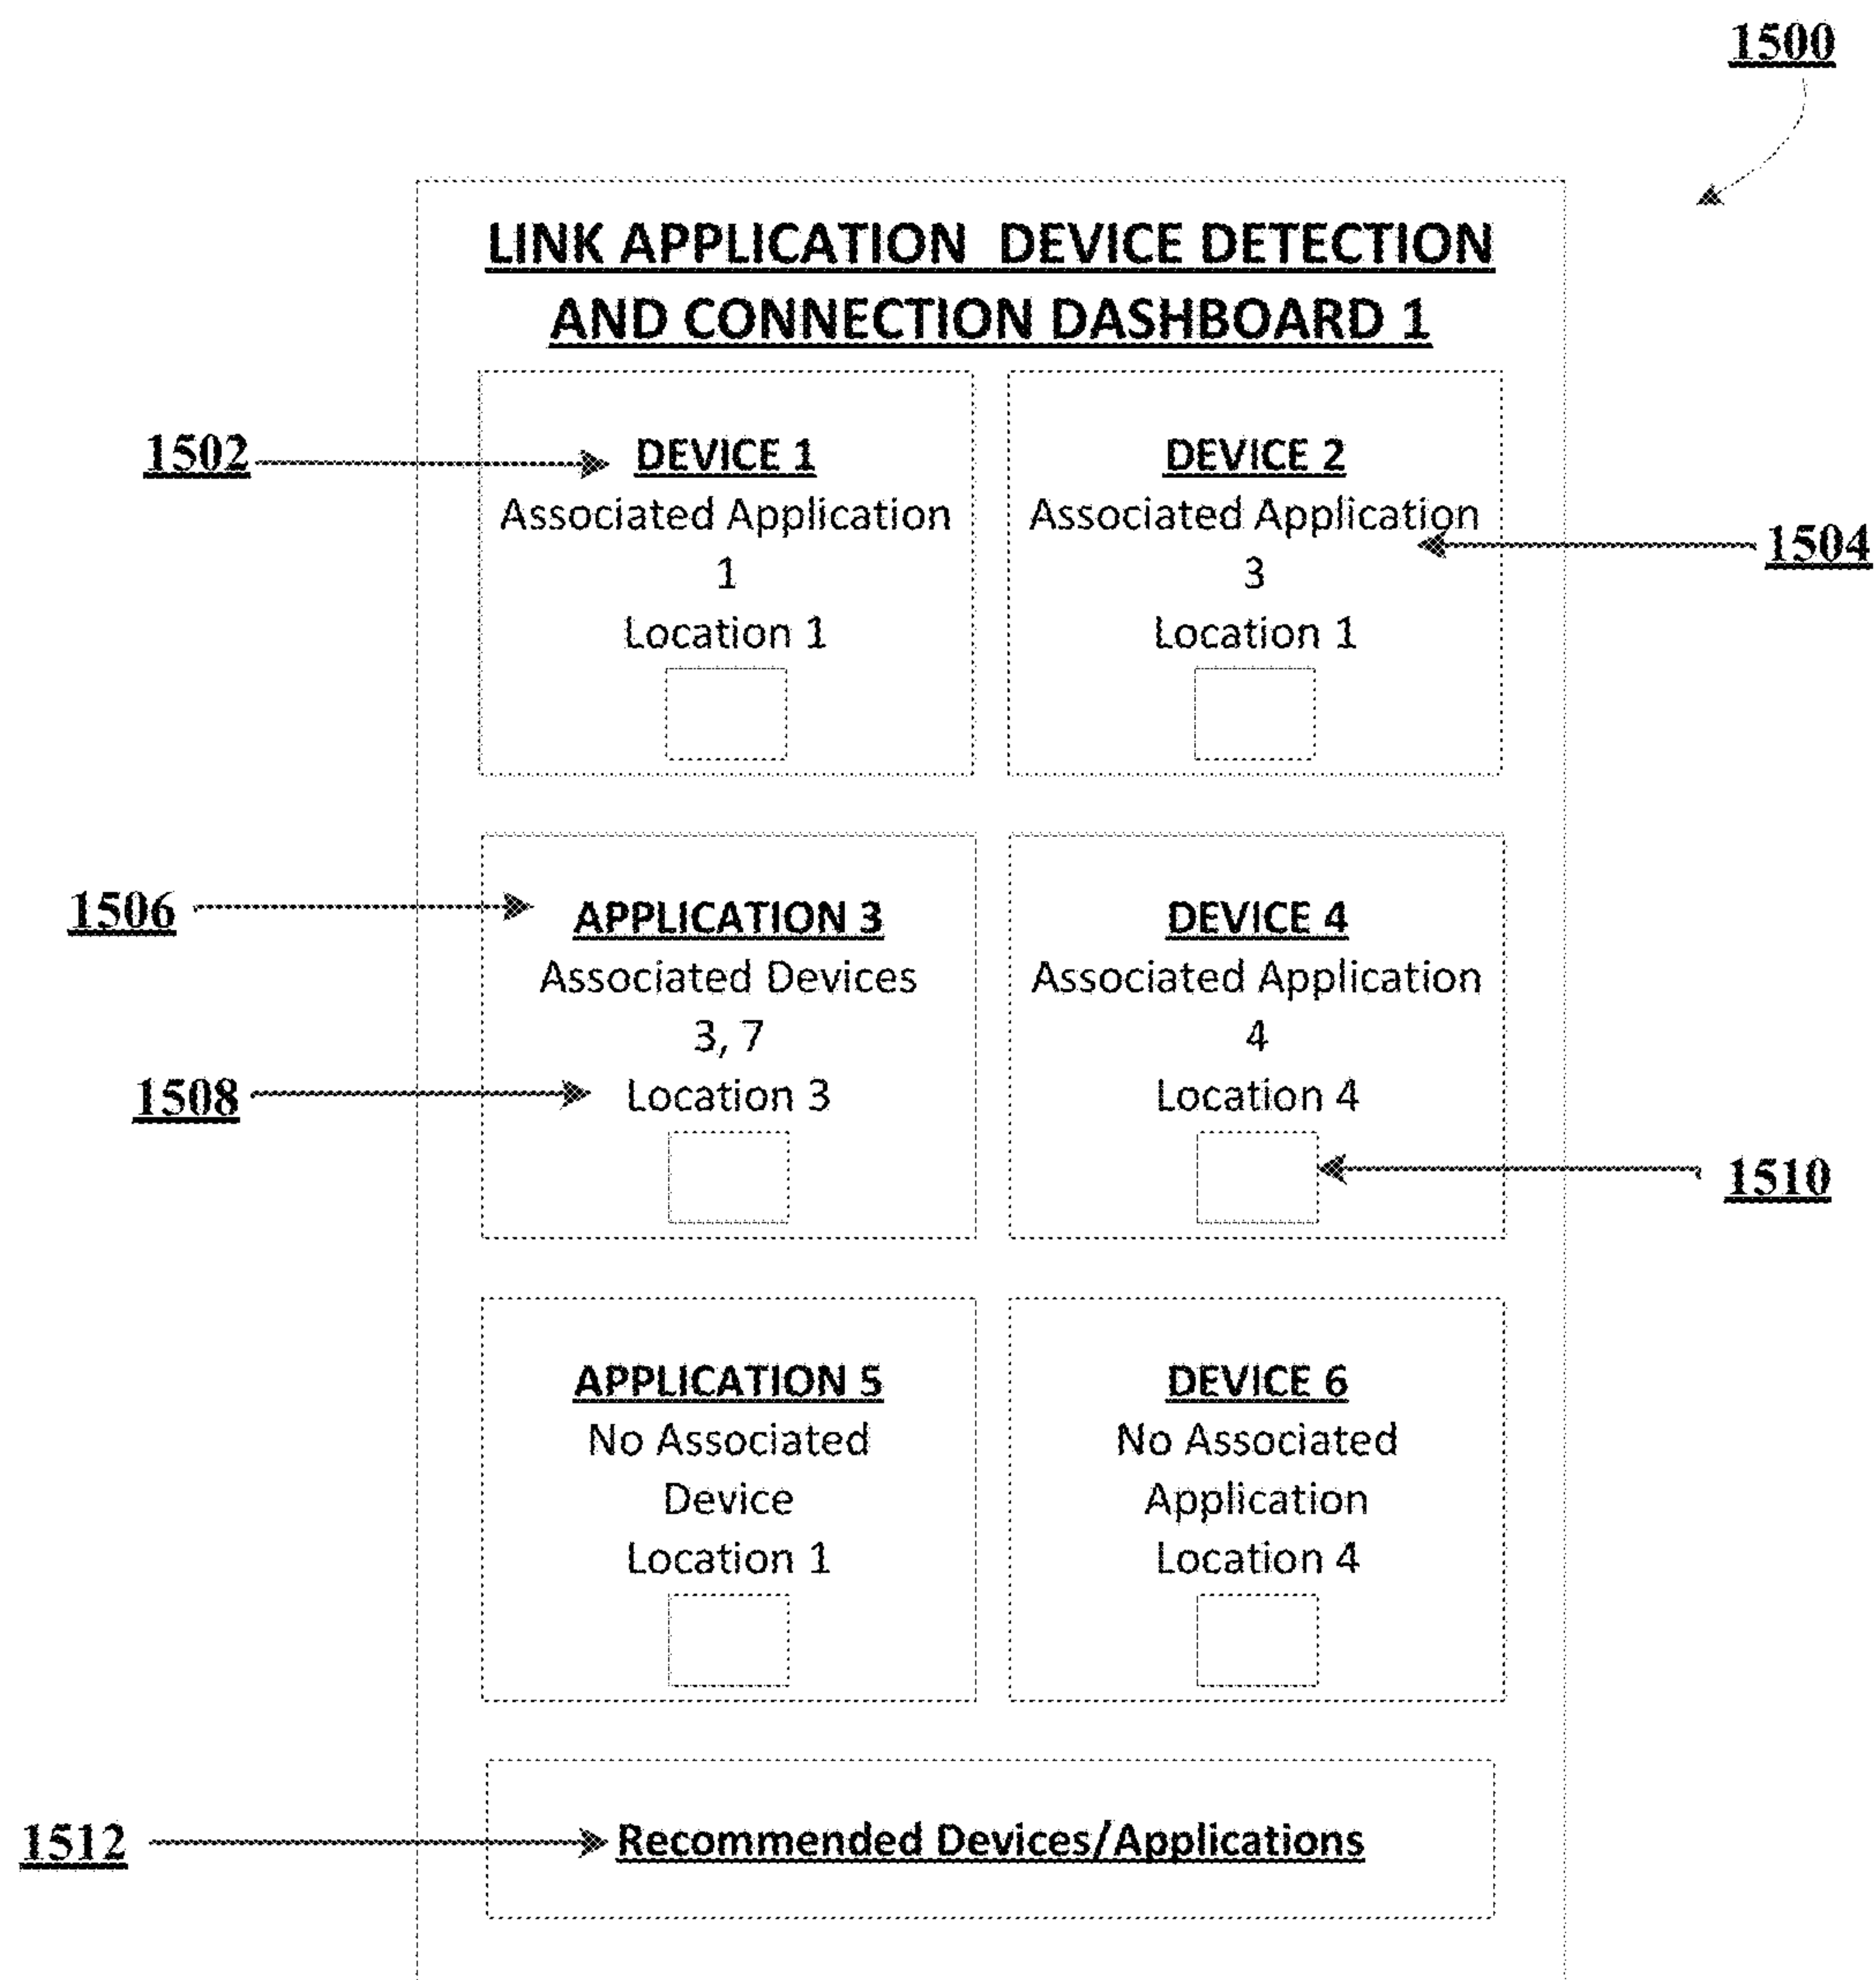 1500
LINK APPLICATION DEVICE DETECTION
AND CONNECTION DASHBOARD 1
1502
DEVICE 1
Associated Application
1
Location 1
DEVICE 2
Associated Application
3
Location 1
1504
1506
APPLICATION 3
Associated Devices
3, 7
Location 3
1508
DEVICE 4
Associated Application
4
Location 4
1510
APPLICATION 5
No Associated
Device
Location 1
DEVICE 6
No Associated
Application
Location 4
1512
Recommended Devices/Applications